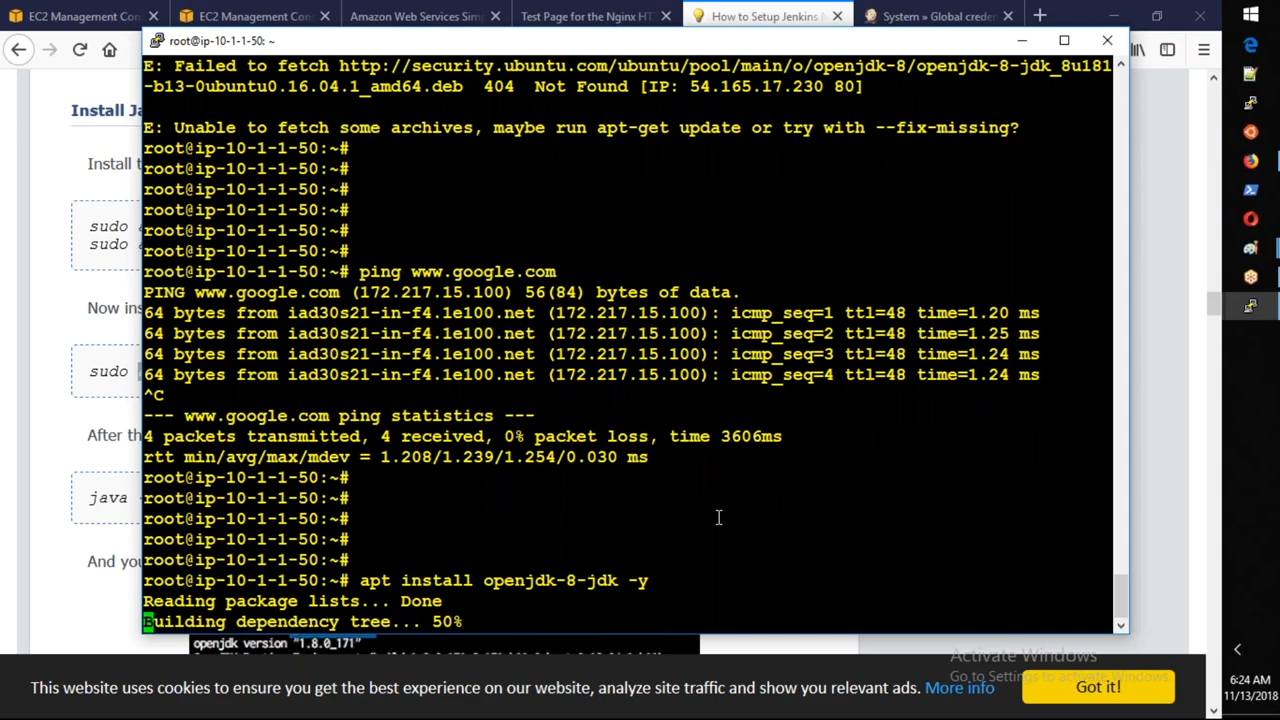 EC2 Management Con
EC2 Management Cons
Amazon Web Services Sim
Test Page for the Nginx HT
How to Setup Jenkins
System » Global creden
root@ip-10-1-1-50: ~
E: Failed to fetch http://security.ubuntu.com/ubuntu/pool/main/o/openjdk-8/openjdk-8-jdk_8u181
-b13-0ubuntu0.16.04.1_amd64.deb  404  Not Found [IP: 54.165.17.230 80]
E: Unable to fetch some archives, maybe run apt-get update or try with --fix-missing?
root@ip-10-1-1-50:~#
root@ip-10-1-1-50:~#
root@ip-10-1-1-50:~#
root@ip-10-1-1-50:~#
root@ip-10-1-1-50:~#
root@ip-10-1-1-50:~#
root@ip-10-1-1-50:~# ping www.google.com
PING www.google.com (172.217.15.100) 56(84) bytes of data.
64 bytes from iad30s21-in-f4.1e100.net (172.217.15.100): icmp_seq=1 ttl=48 time=1.20 ms
64 bytes from iad30s21-in-f4.1e100.net (172.217.15.100): icmp_seq=2 ttl=48 time=1.25 ms
64 bytes from iad30s21-in-f4.1e100.net (172.217.15.100): icmp_seq=3 ttl=48 time=1.24 ms
64 bytes from iad30s21-in-f4.1e100.net (172.217.15.100): icmp_seq=4 ttl=48 time=1.24 ms
^C
--- www.google.com ping statistics ---
4 packets transmitted, 4 received, 0% packet loss, time 3606ms
rtt min/avg/max/mdev = 1.208/1.239/1.254/0.030 ms
root@ip-10-1-1-50:~#
root@ip-10-1-1-50:~#
root@ip-10-1-1-50:~#
root@ip-10-1-1-50:~#
root@ip-10-1-1-50:~#
root@ip-10-1-1-50:~# apt install openjdk-8-jdk -y
Reading package lists... Done
Building dependency tree... 50%
Install Ja
Install t
sudo
sudo
Now ins
sudo
After th
java
And you
openjdk version "1.8.0_171"
Activate Windows
Go to Settings to activate Windows.
This website uses cookies to ensure you get the best experience on our website, analyze site traffic and show you relevant ads. More info
Got it!
6:24 AM
11/13/2018